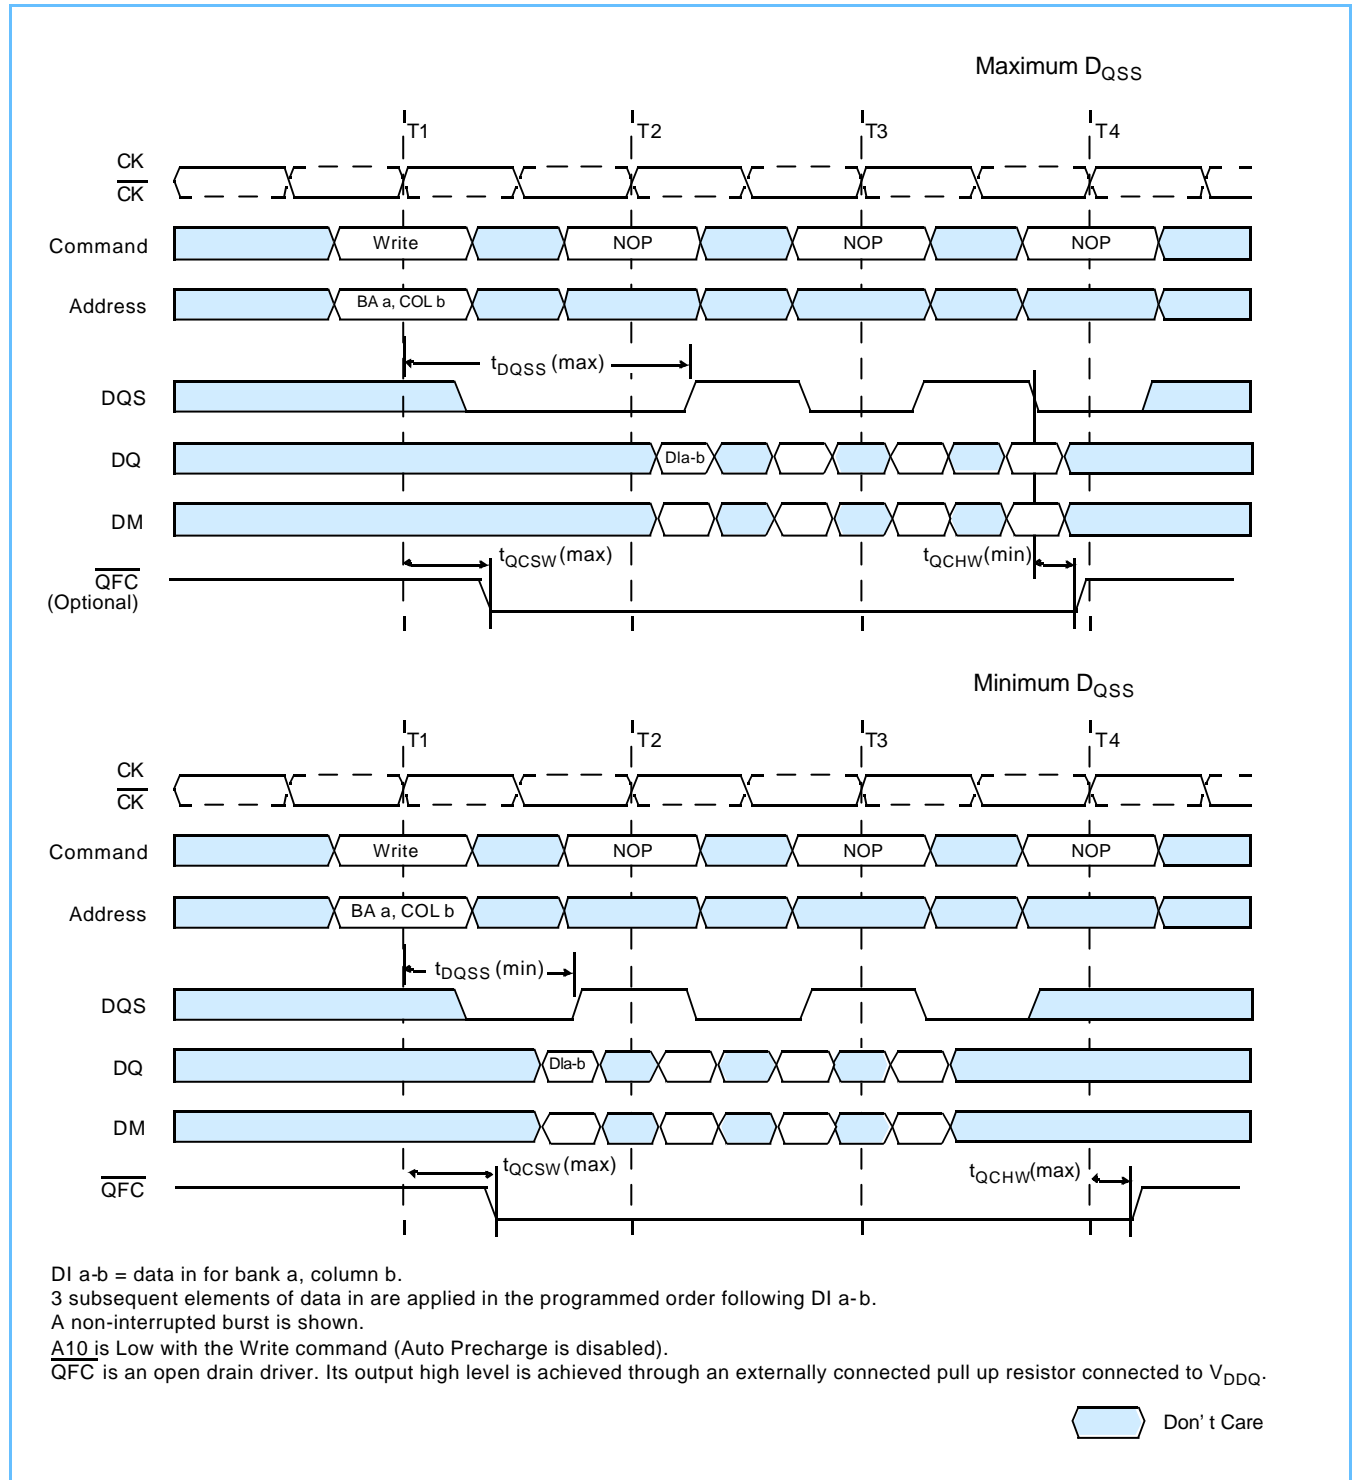 Maximum DQSS
T1 T2 T3 T4
CK
CK
Command Write NOP NOP NOP
Address BA a, COL b
tDQSS (max)
DQS
DQ DIa-b
DM
tQCSW(max) tQCHW(min)
QFC
(Optional)
Minimum DQSS
T1 T2 T3 T4
CK
CK
Command Write NOP NOP NOP
Address BA a, COL b
tDQSS (min)
DQS
DQ DIa-b
DM
tQCSW(max) tQCHW(max)
QFC
DI a-b = data in for bank a, column b.
3 subsequent elements of data in are applied in the programmed order following DI a-b.
A non-interrupted burst is shown.
A10 is Low with the Write command (Auto Precharge is disabled).
QFC is an open drain driver. Its output high level is achieved through an externally connected pull up resistor connected to VDDQ.
Don' t Care